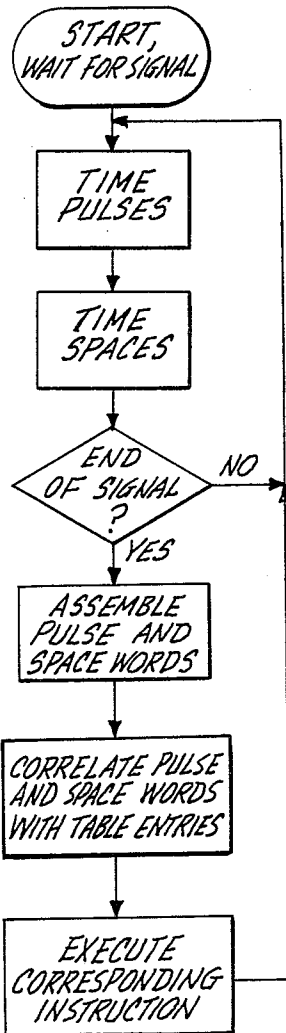 START,
WAIT FOR SIGNAL
TIME
PULSES
TIME
SPACES
END
OF SIGNAL
?
NO
YES
ASSEMBLE
PULSE AND
SPACE WORDS
CORRELATE PULSE
AND SPACE WORDS
WITH TABLE ENTRIES
EXECUTE
CORRESPONDING
INSTRUCTION